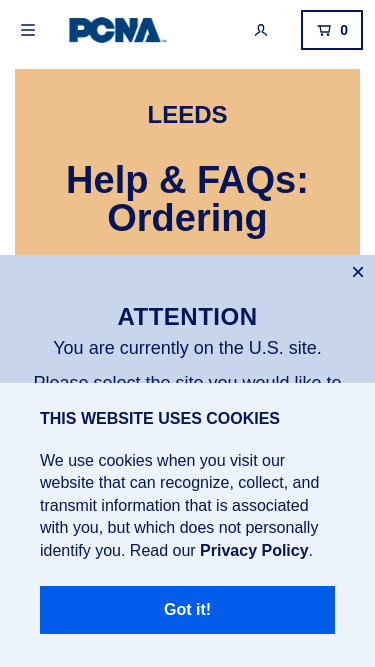 PCNA
0
LEEDS
Help & FAQs:
Ordering
ATTENTION
You are currently on the U.S. site.
Please select the site you would like to
THIS WEBSITE USES COOKIES
We use cookies when you visit our
website that can recognize, collect, and
transmit information that is associated
with you, but which does not personally
identify you. Read our Privacy Policy.
Got it!